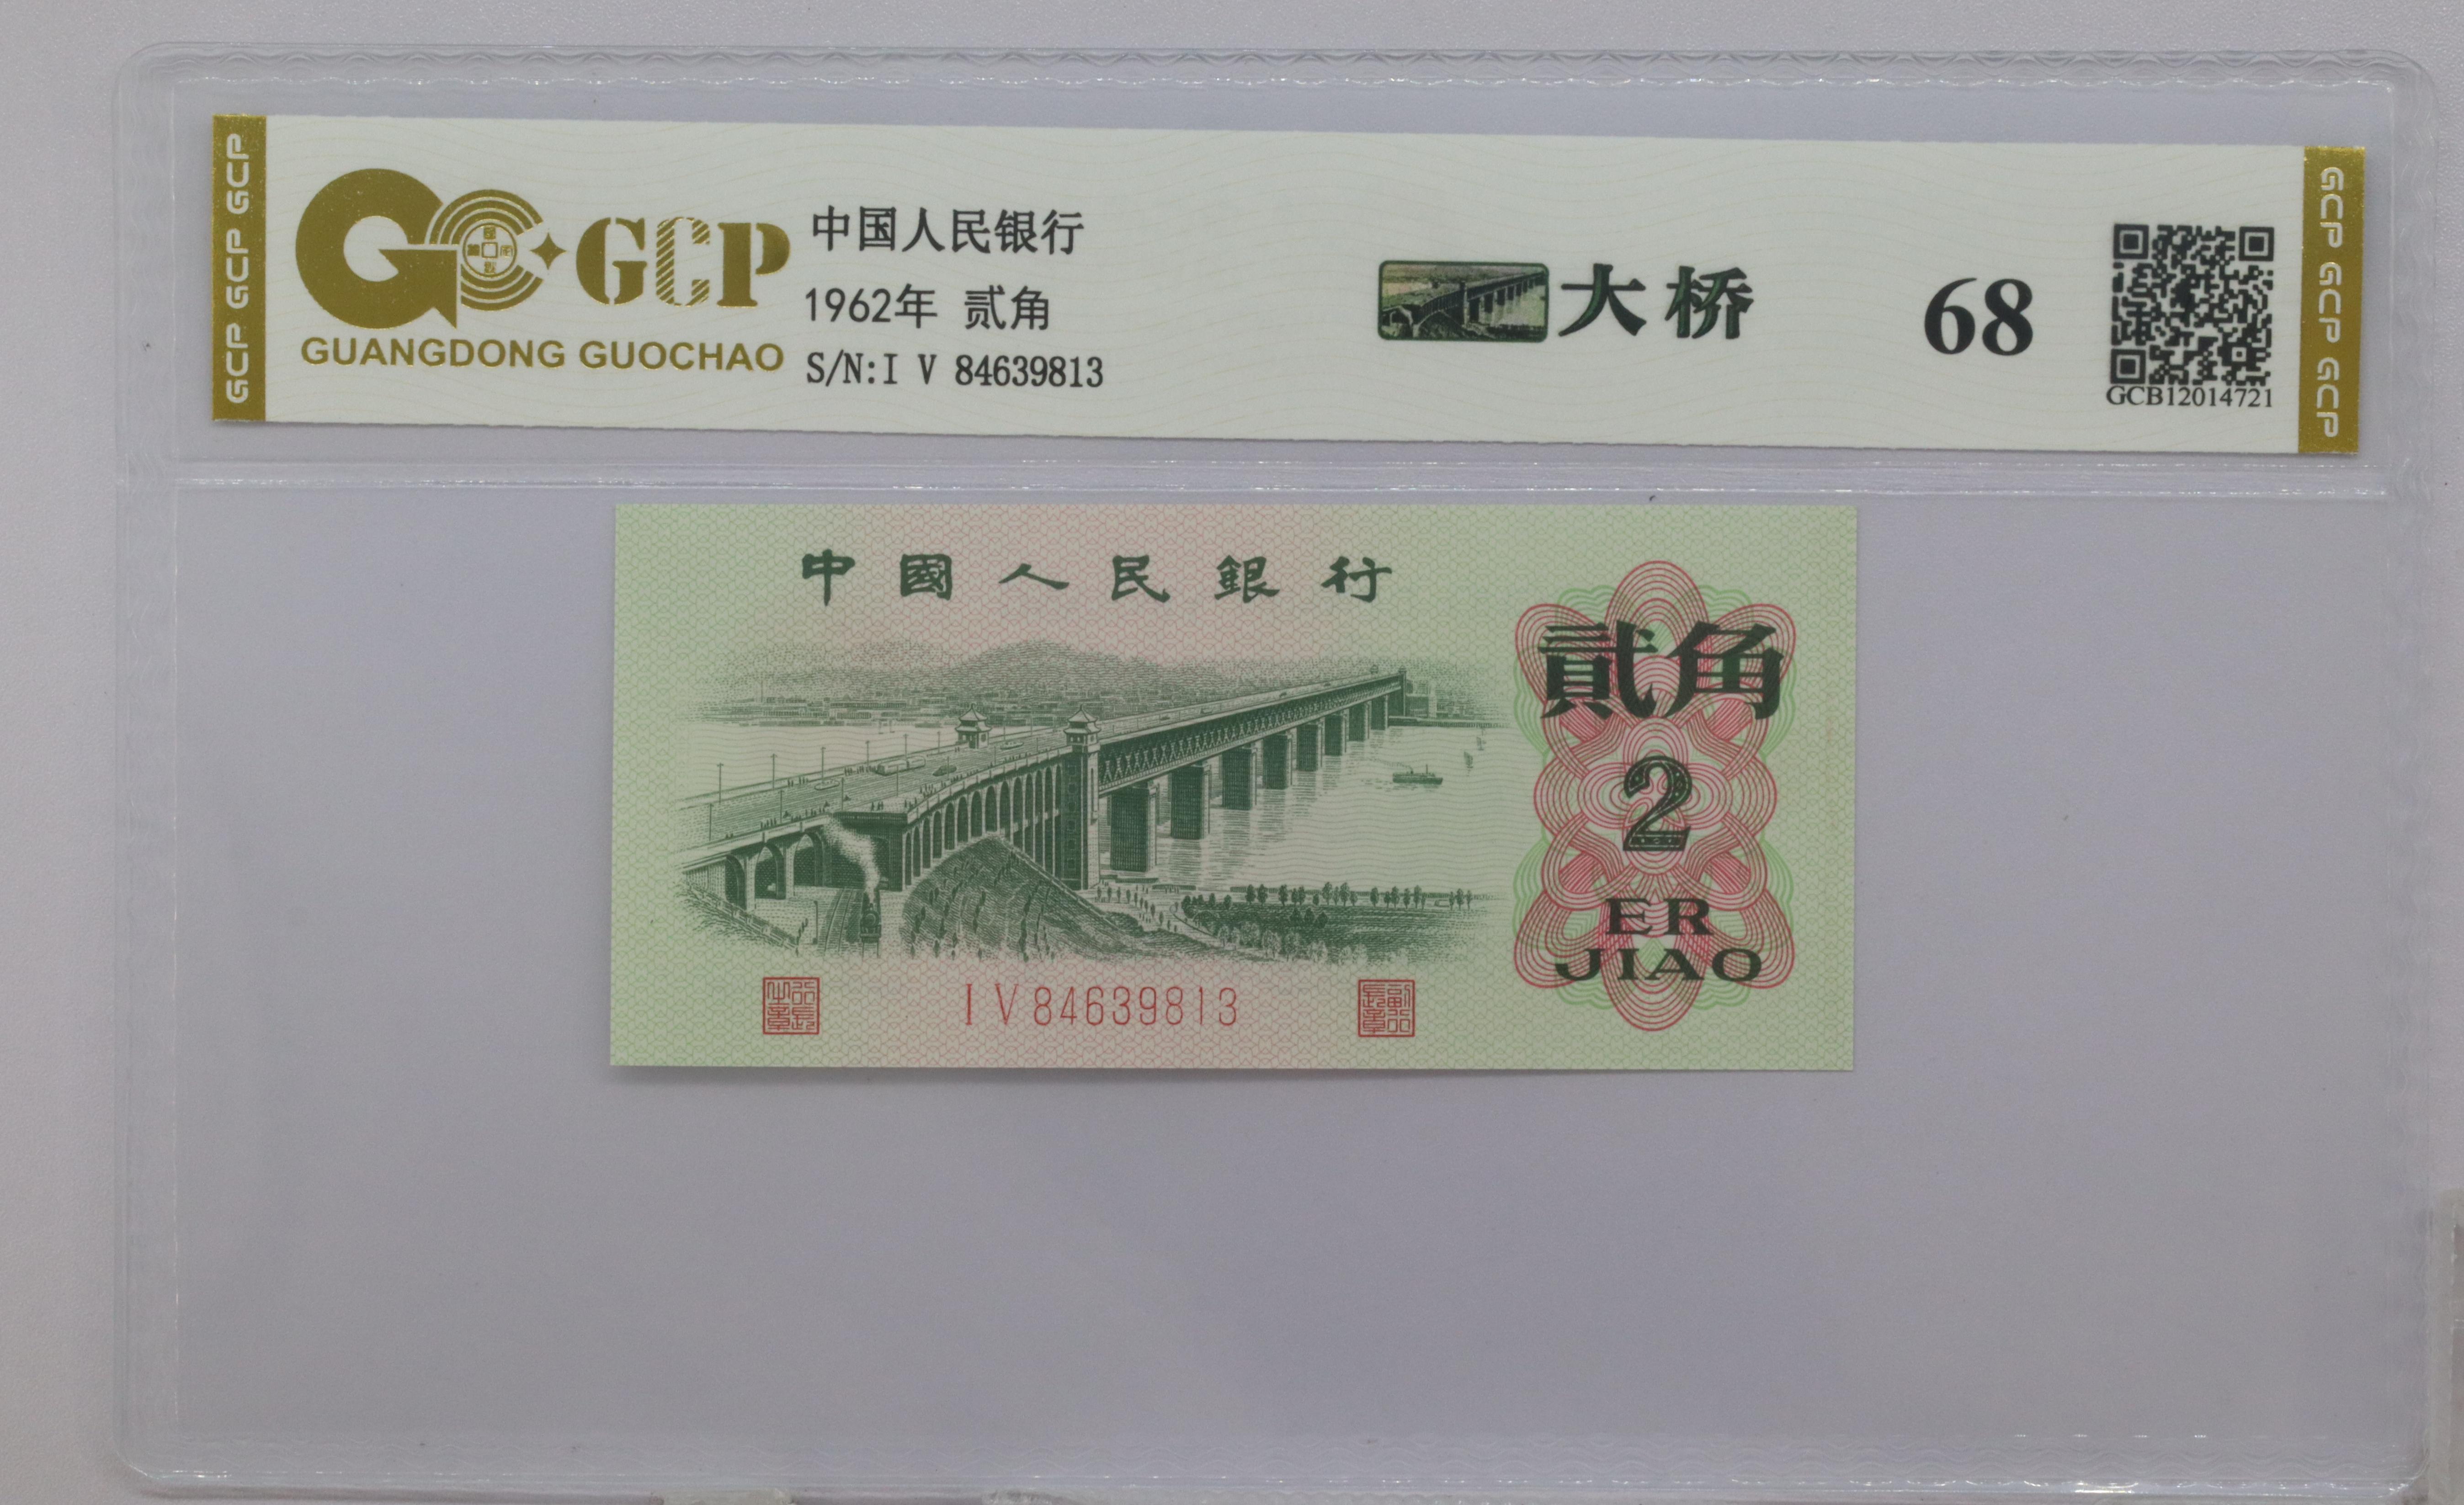 GCP GCP GCP
GCP
GUANGDONG GUOCHAO
中国人民银行
1962年 贰角
S/N:I V 84639813
大桥
68
GCB12014721
GCP GCP GCP
中國人民銀行
貳角
2
ER
JIAO
I V 84639813